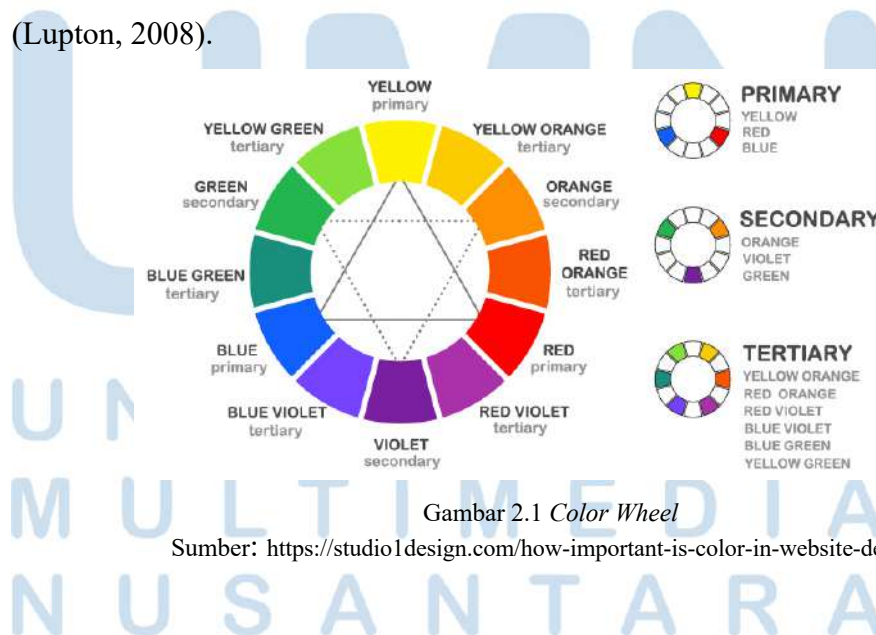 (Lupton, 2008).
YELLOW
primary
YELLOW GREEN
tertiary
YELLOW ORANGE
tertiary
GREEN
secondary
ORANGE
secondary
BLUE GREEN
tertiary
RED
ORANGE
tertiary
BLUE
primary
RED
primary
BLUE VIOLET
tertiary
RED VIOLET
tertiary
VIOLET
secondary
PRIMARY
YELLOW
RED
BLUE
SECONDARY
ORANGE
VIOLET
GREEN
TERTIARY
YELLOW ORANGE
RED ORANGE
RED VIOLET
BLUE VIOLET
BLUE GREEN
YELLOW GREEN
Gambar 2.1 Color Wheel
Sumber: https://studio1design.com/how-important-is-color-in-website-de
UN
MULTIMEDIA
NUSANTARA